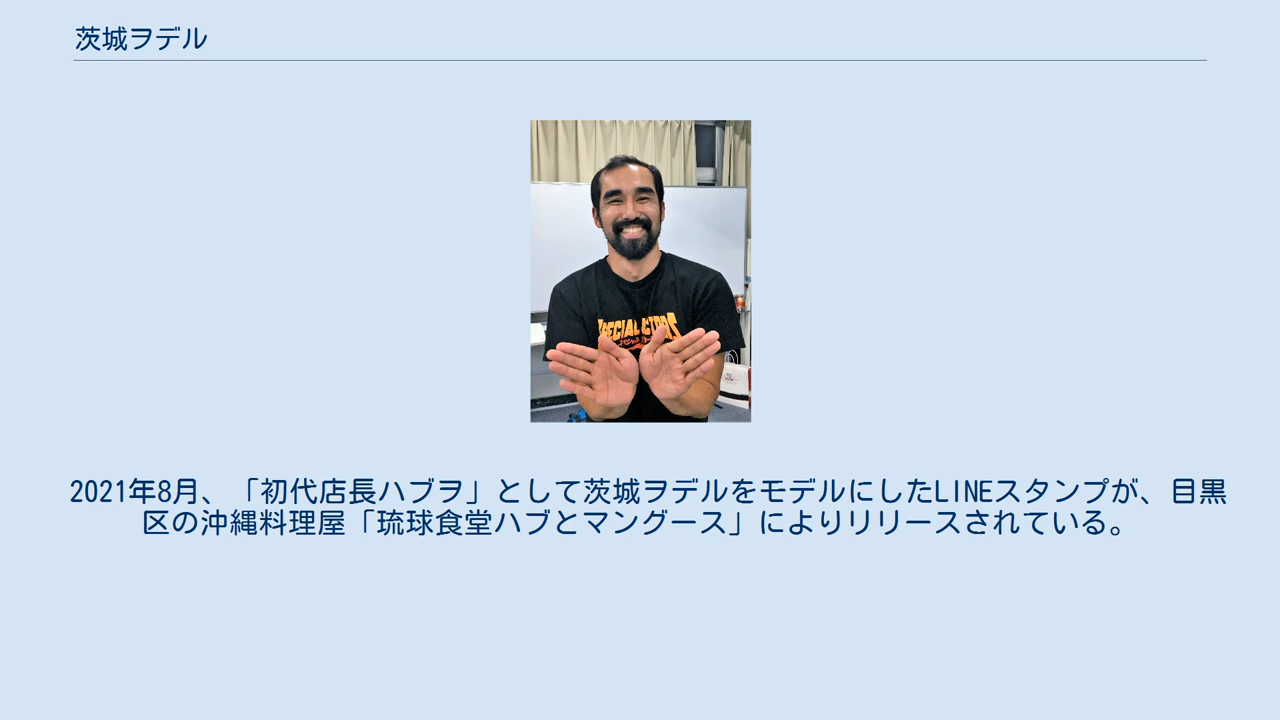 茨城ヲデル
2021年8月、「初代店長ハブヲ」として茨城ヲデルをモデルにしたLINEスタンプが、目黒
区の沖縄料理屋「琉球食堂ハブとマングース」によりリリースされている。